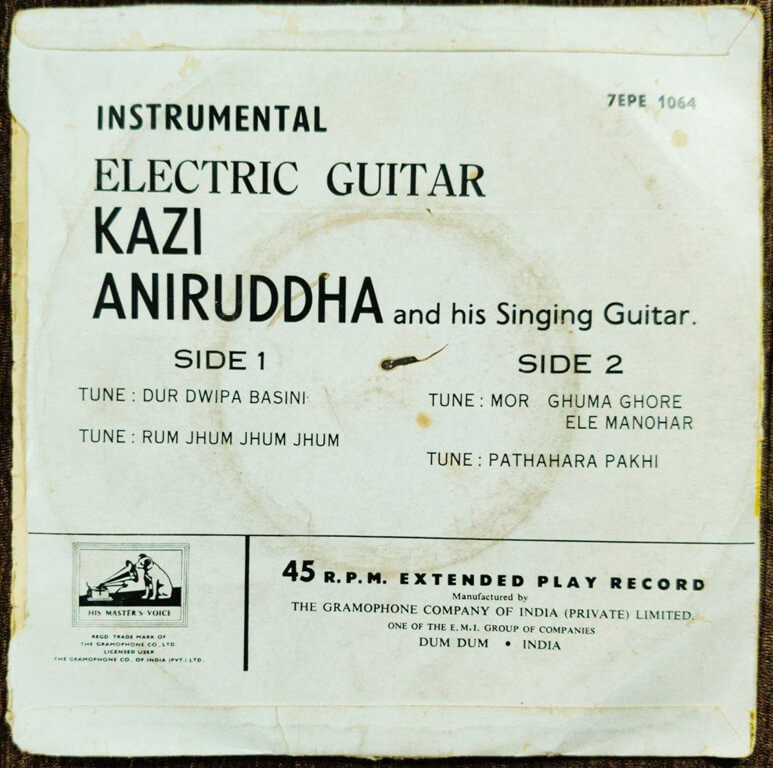 7EPE 1064
INSTRUMENTAL
ELECTRIC GUITAR
KAZI
ANIRUDDHA and his Singing Guitar.
SIDE 1
TUNE : DUR DWIPA BASINI
TUNE : RUM JHUM JHUM JHUM
SIDE 2
TUNE : MOR GHUMA GHORE
ELE MANOHAR
TUNE : PATHAHARA PAKHI
HIS MASTER'S VOICE
REGD. TRADE MARK OF
THE GRAMOPHONE CO., LTD.
LICENSED USER
THE GRAMOPHONE CO., OF INDIA (PVT.) LTD.
45 R.P.M. EXTENDED PLAY RECORD
Manufactured by
THE GRAMOPHONE COMPANY OF INDIA (PRIVATE) LIMITED.
ONE OF THE E.M.I. GROUP OF COMPANIES
DUM DUM • INDIA